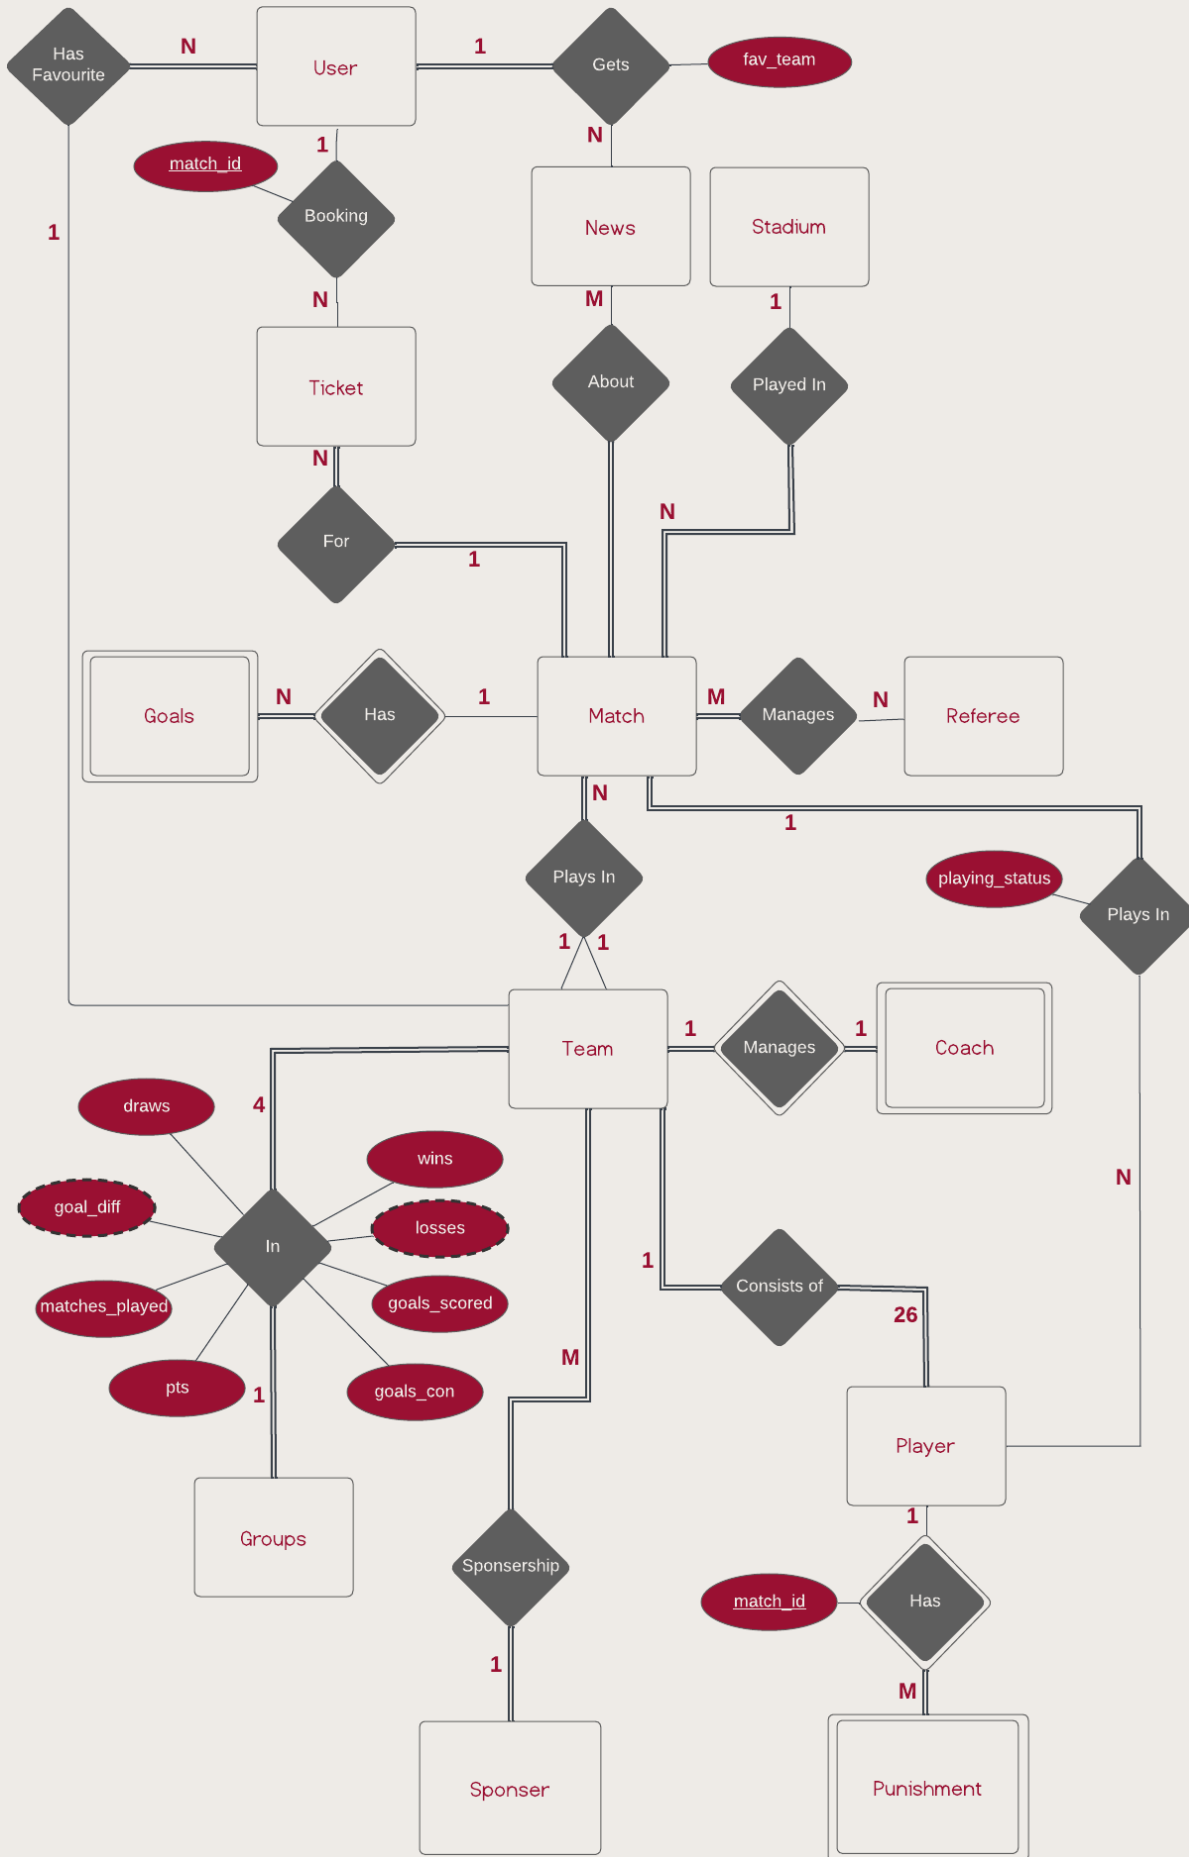 Has
Favourite
N
User
1
Gets
fav_team
1
match_id
Booking
N
News
Stadium
1
N
M
1
Ticket
About
Played In
N
For
1
N
Goals
N
Has
1
Match
M
Manages
N
Referee
N
1
Plays In
playing_status
Plays In
1
1
Team
1
Manages
1
Coach
4
draws
wins
goal_diff
losses
In
matches_played
goals_scored
pts
goals_con
1
N
1
Consists of
26
M
Player
Groups
1
Sponsership
match_id
Has
1
M
Sponser
Punishment